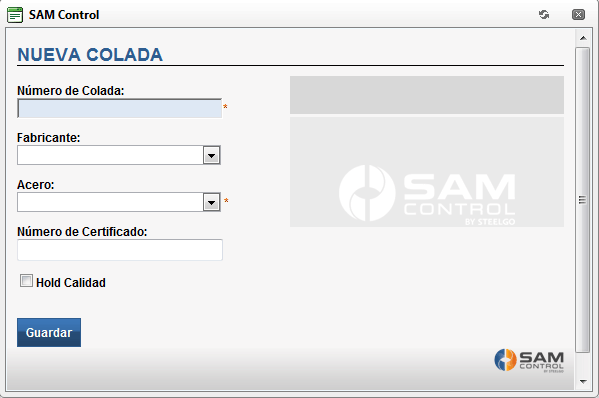 SAM Control
NUEVA COLADA
Número de Colada:
*
Fabricante:
Acero:
*
Número de Certificado:
Hold Calidad
Guardar
SAM
CONTROL
BY STEELGO
SAM
CONTROL
BY STEELGO